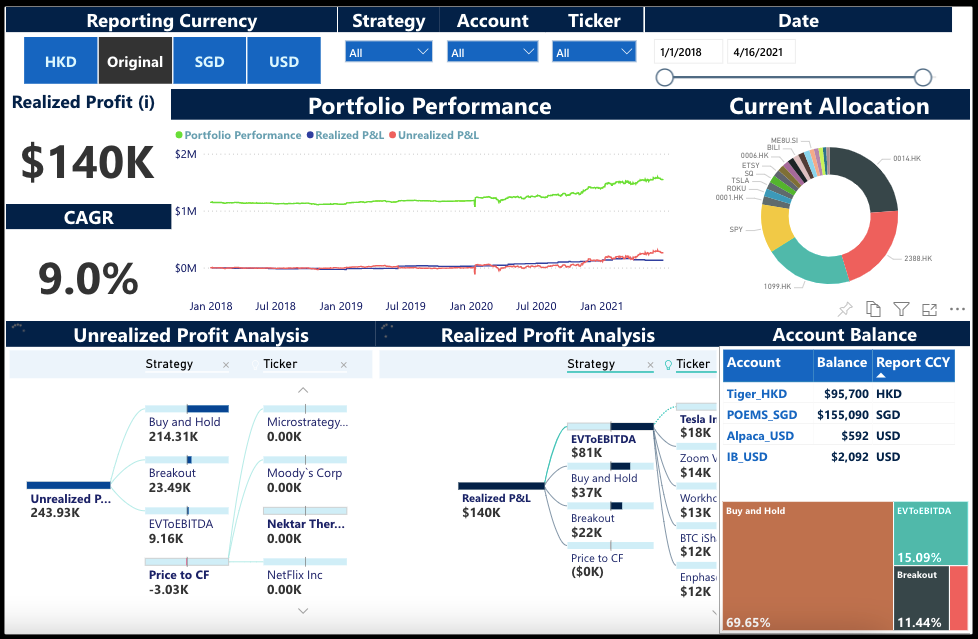 Reporting Currency
Strategy
Account
Ticker
Date
HKD
Original
SGD
USD
All
All
All
1/1/2018
4/16/2021
Realized Profit (i)
$140K
CAGR
9.0%
Portfolio Performance
Portfolio Performance
Realized P&L
Unrealized P&L
$2M
$1M
$0M
Jan 2018
Jul 2018
Jan 2019
Jul 2019
Jan 2020
Jul 2020
Jan 2021
Current Allocation
ME8U.SI
BILI
0006.HK
ETSY
SQ
TSLA
ROKU
0001.HK
SPY
1099.HK
2388.HK
0014.HK
Unrealized Profit Analysis
Strategy
Ticker
Unrealized P...
243.93K
Buy and Hold
214.31K
Breakout
23.49K
EVToEBITDA
9.16K
Price to CF
-3.03K
Microstrategy...
0.00K
Moody`s Corp
0.00K
Nektar Ther...
0.00K
NetFlix Inc
0.00K
Realized Profit Analysis
Strategy
Ticker
Realized P&L
$140K
EVToEBITDA
$81K
Buy and Hold
$37K
Breakout
$22K
Price to CF
($0K)
Tesla In
$18K
Zoom V
$14K
Workho
$13K
BTC iSha
$12K
Enphase
$12K
Account Balance
Account Balance Report CCY
Tiger_HKD $95,700 HKD
POEMS_SGD $155,090 SGD
Alpaca_USD $592 USD
IB_USD $2,092 USD
Buy and Hold
69.65%
EVToEBITDA
15.09%
Breakout
11.44%